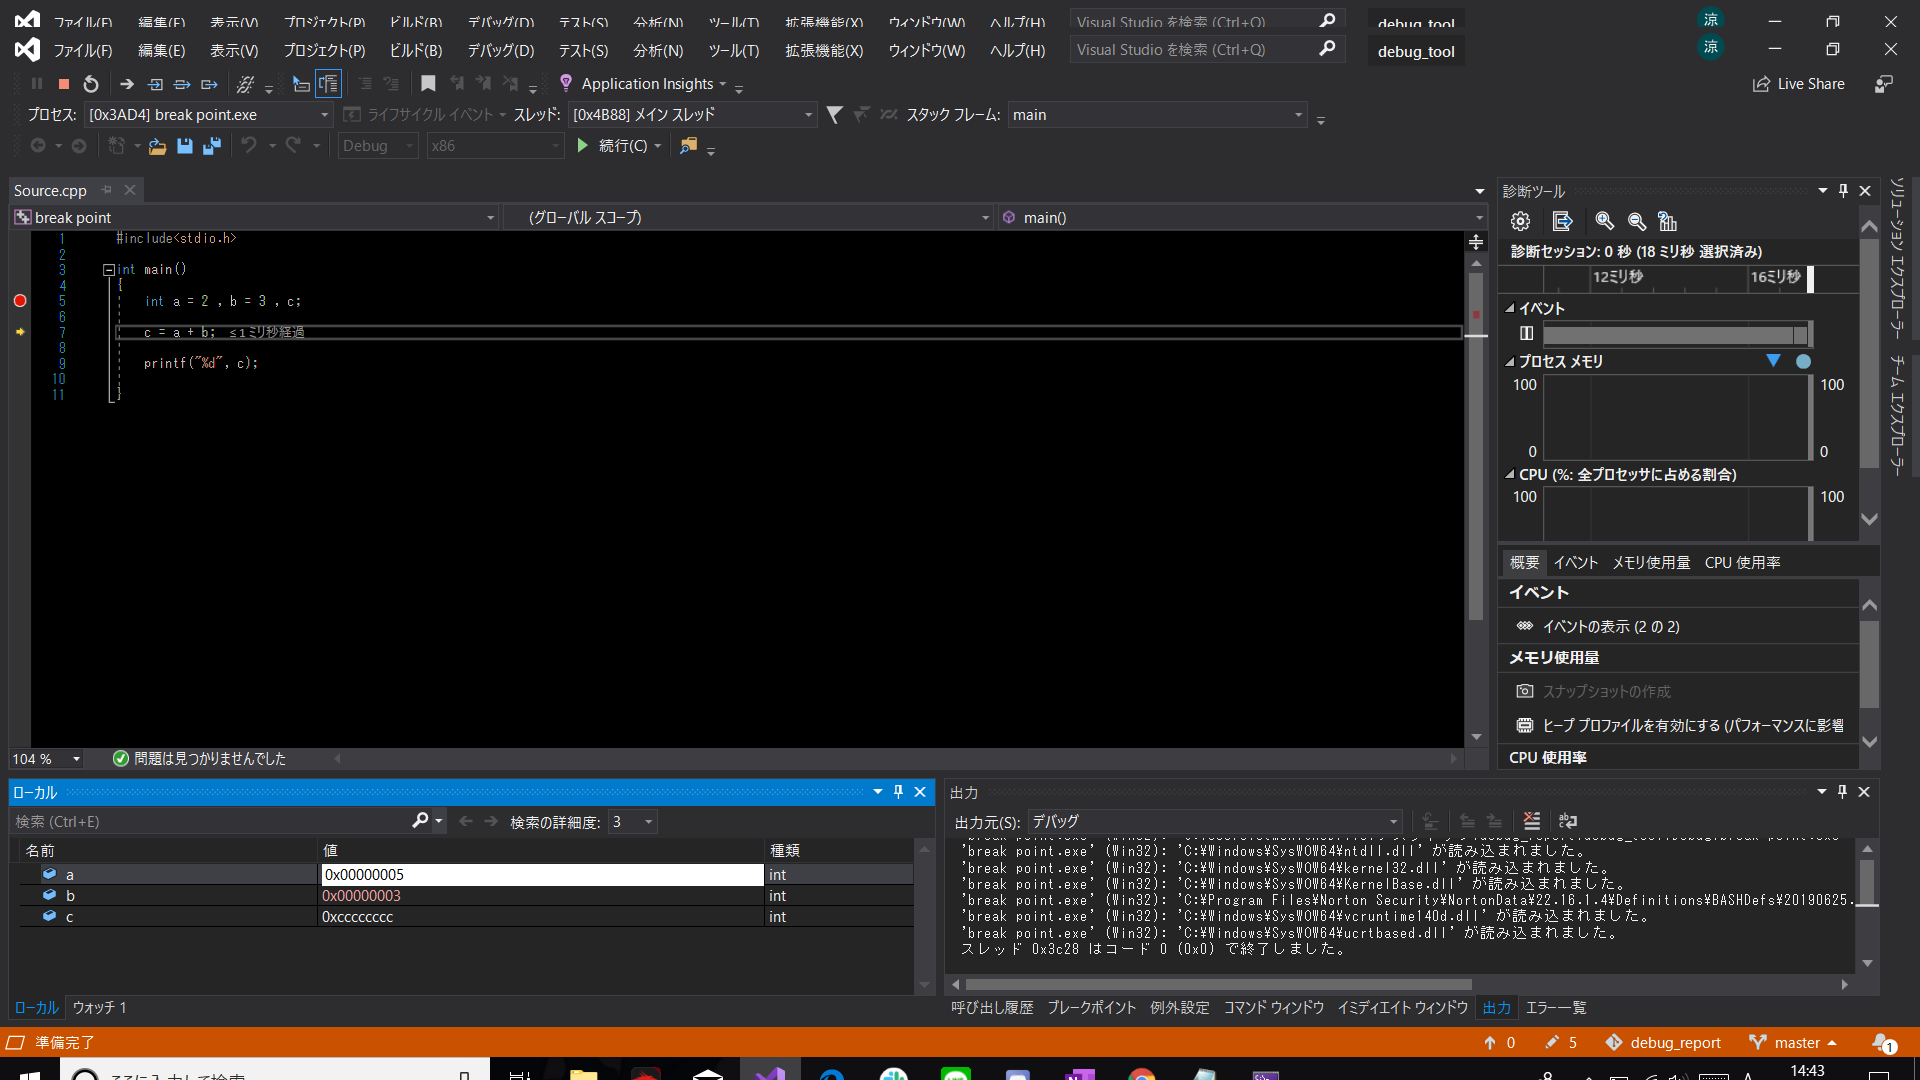 ファイル(F) 編集(E) 表示(V) プロジェクト(P) ビルド(B) デバッグ(D) テスト(S) 分析(N) ツール(T) 拡張機能(X) ウィンドウ(W) ヘルプ(H) Visual Studio を検索 (Ctrl+Q) debug_tool 涼
ファイル(F) 編集(E) 表示(V) プロジェクト(P) ビルド(B) デバッグ(D) テスト(S) 分析(N) ツール(T) 拡張機能(X) ウィンドウ(W) ヘルプ(H) Visual Studio を検索 (Ctrl+Q) debug_tool 涼
Application Insights Live Share
プロセス: [0x3AD4] break point.exe ライフサイクル イベント スレッド: [0x4B88] メイン スレッド スタック フレーム: main
Debug x86 続行(C)
Source.cpp
break point (グローバル スコープ) main()
1 #include<stdio.h>
2
3 int main()
4 {
5 int a = 2 , b = 3 , c;
6
7 c = a + b; ≤ 1 ミリ秒経過
8
9 printf("%d", c);
10
11 }
104 % 問題は見つかりませんでした
診断ツール
診断セッション: 0 秒 (18 ミリ秒 選択済み)
12ミリ秒 16ミリ秒
イベント
プロセス メモリ
100 100
0 0
CPU (%: 全プロセッサに占める割合)
100 100
概要 イベント メモリ使用量 CPU 使用率
イベント
イベントの表示 (2 の 2)
メモリ使用量
スナップショットの作成
ヒープ プロファイルを有効にする (パフォーマンスに影響
CPU 使用率
ソリューション エクスプローラー
チーム エクスプローラー
ローカル
検索 (Ctrl+E) 検索の詳細度: 3
名前 値 種類
a 0x00000005 int
b 0x00000003 int
c 0xcccccccc int
ローカル ウォッチ 1
出力
出力元(S): デバッグ
'break point.exe' (Win32): 'C:¥Windows¥SysWOW64¥ntdll.dll' が読み込まれました。
'break point.exe' (Win32): 'C:¥Windows¥SysWOW64¥kernel32.dll' が読み込まれました。
'break point.exe' (Win32): 'C:¥Windows¥SysWOW64¥KernelBase.dll' が読み込まれました。
'break point.exe' (Win32): 'C:¥Program Files¥Norton Security¥NortonData¥22.16.1.4¥Definitions¥BASHDefs¥20190625.
'break point.exe' (Win32): 'C:¥Windows¥SysWOW64¥vcruntime140d.dll' が読み込まれました。
'break point.exe' (Win32): 'C:¥Windows¥SysWOW64¥ucrtbased.dll' が読み込まれました。
スレッド 0x3c28 はコード 0 (0x0) で終了しました。
呼び出し履歴 ブレークポイント 例外設定 コマンド ウィンドウ イミディエイト ウィンドウ 出力 エラー一覧
準備完了 0 5 debug_report master 1
ここに入力して検索 14:43